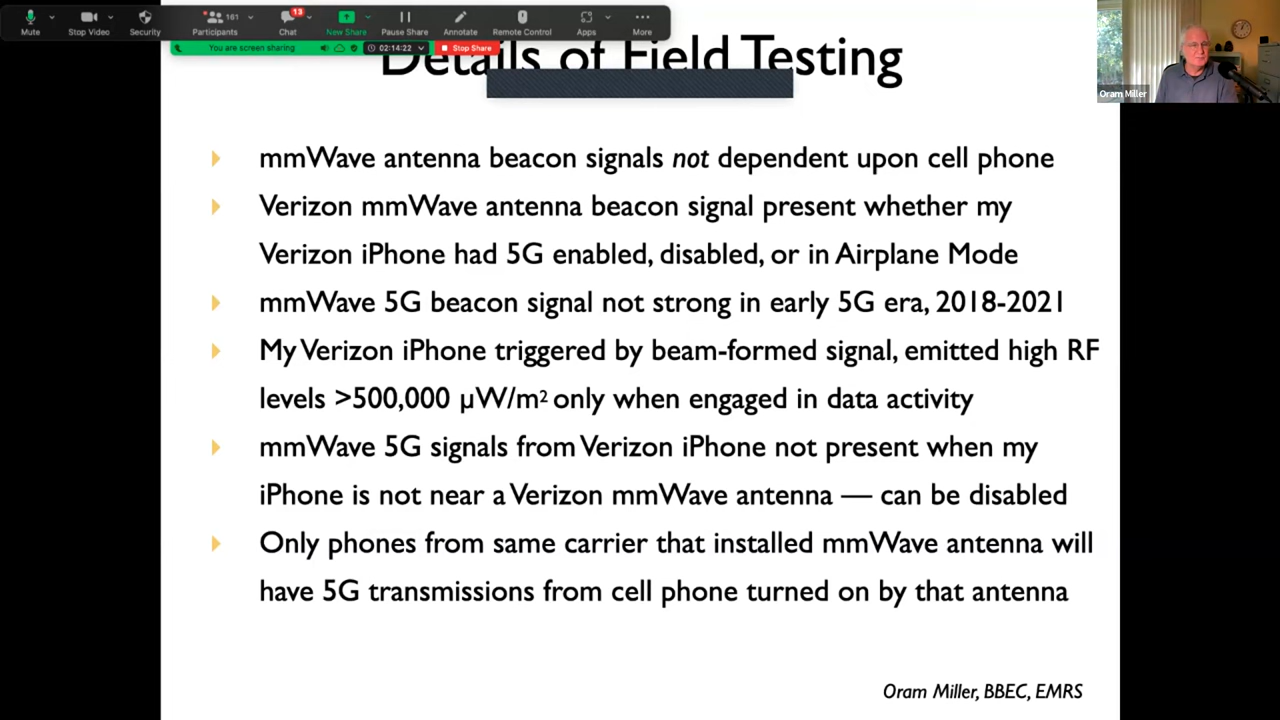 161
13
Mute
Stop Video
Security
Participants
Chat
New Share
Pause Share
Annotate
Remote Control
Apps
More
You are screen sharing
02:14:22
Stop Share
Oram Miller
Details of Field Testing
mmWave antenna beacon signals not dependent upon cell phone
Verizon mmWave antenna beacon signal present whether my
Verizon iPhone had 5G enabled, disabled, or in Airplane Mode
mmWave 5G beacon signal not strong in early 5G era, 2018-2021
My Verizon iPhone triggered by beam-formed signal, emitted high RF
levels >500,000 µW/m2 only when engaged in data activity
mmWave 5G signals from Verizon iPhone not present when my
iPhone is not near a Verizon mmWave antenna — can be disabled
Only phones from same carrier that installed mmWave antenna will
have 5G transmissions from cell phone turned on by that antenna
Oram Miller, BBEC, EMRS